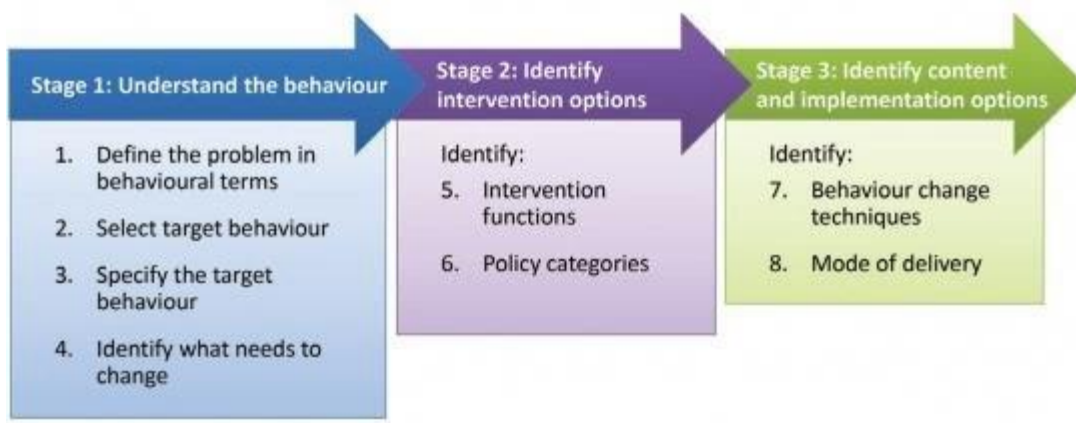 Stage 1: Understand the behaviour
1. Define the problem in
behavioural terms
2. Select target behaviour
3. Specify the target
behaviour
4. Identify what needs to
change
Stage 2: Identify
intervention options
Identify:
5. Intervention
functions
6. Policy categories
Stage 3: Identify content
and implementation options
Identify:
7. Behaviour change
techniques
8. Mode of delivery